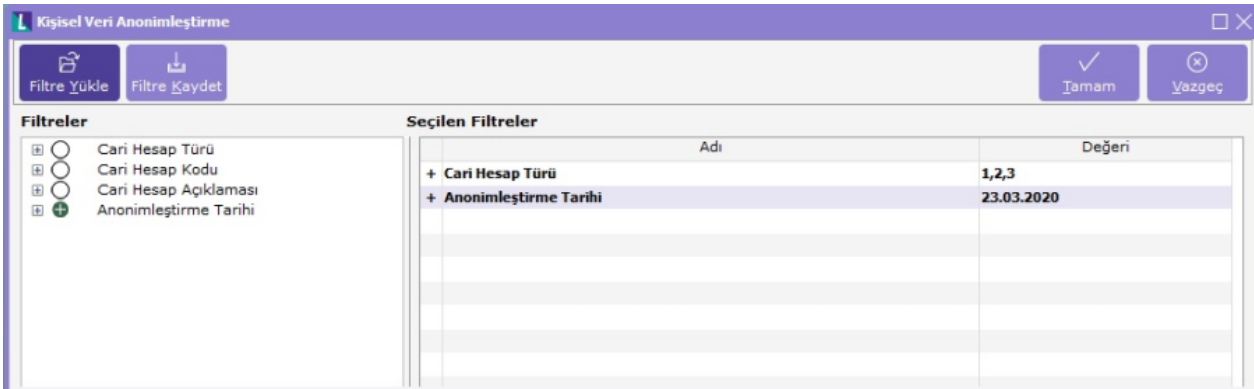 Kişisel Veri Anonimleştirme
Filtre Yükle Filtre Kaydet Tamam Vazgeç
Filtreler Seçilen Filtreler
Adı Değeri
Cari Hesap Türü
Cari Hesap Kodu
Cari Hesap Açıklaması
Anonimleştirme Tarihi
+ Cari Hesap Türü 1,2,3
+ Anonimleştirme Tarihi 23.03.2020